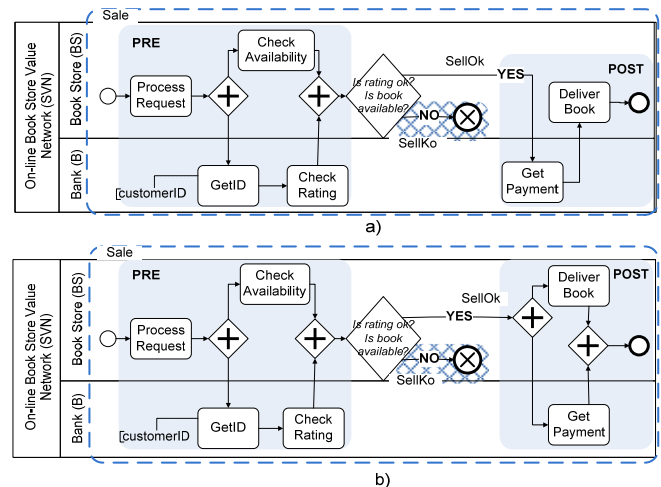 Sale
On-line Book Store Value
Network (SVN)
Book Store (BS)
Bank (B)
PRE
Process
Request
Check
Availability
Is rating ok?
Is book
available?
SellOk
YES
NO
SellKo
POST
Deliver
Book
[customerID
GetID
Check
Rating
Get
Payment
a)
Sale
On-line Book Store Value
Network (SVN)
Book Store (BS)
Bank (B)
PRE
Process
Request
Check
Availability
Is rating ok?
Is book
available?
SellOk
YES
NO
SellKo
POST
Deliver
Book
[customerID
GetID
Check
Rating
Get
Payment
b)